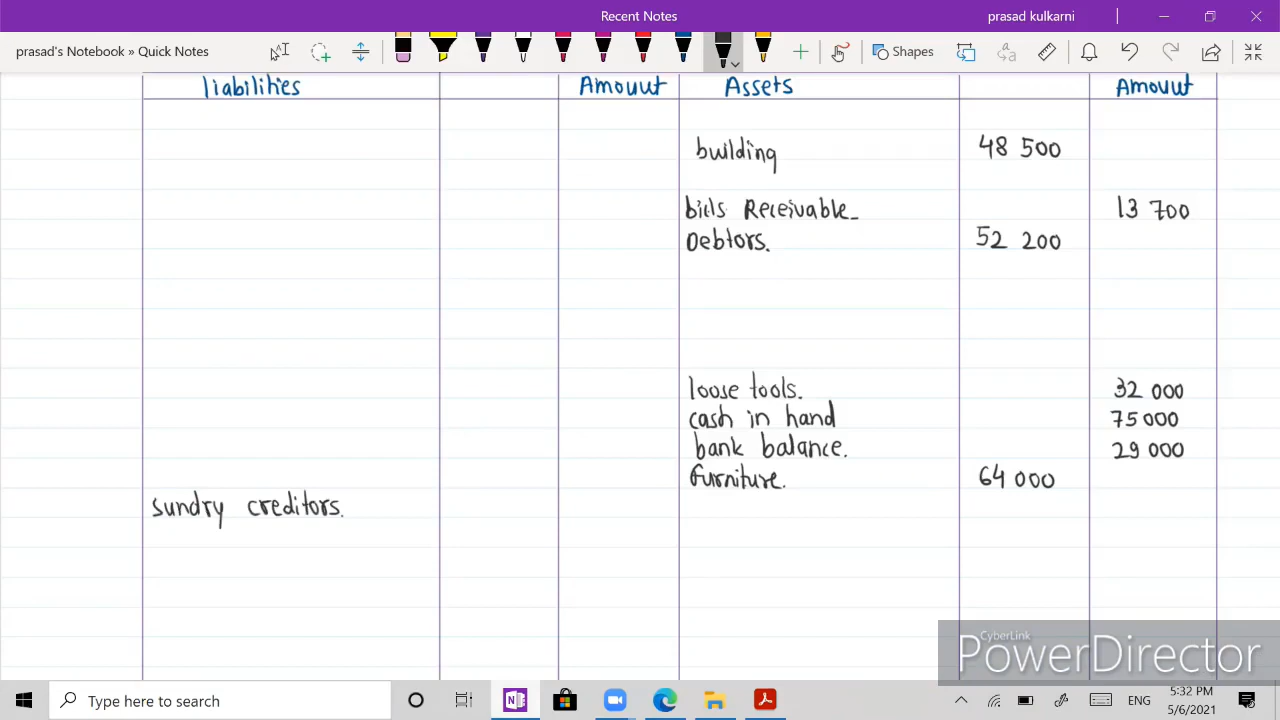 Recent Notes
prasad kulkarni
prasad's Notebook » Quick Notes
Shapes
liabilities Amouut Assets Amouut
building 48 500
bills Receivable 13 700
Debtors. 52 200
loose tools. 32 000
cash in hand 75 000
bank balance. 29 000
furniture. 64 000
sundry creditors.
CyberLink
PowerDirector
Type here to search
ENG
5:32 PM
5/6/2021